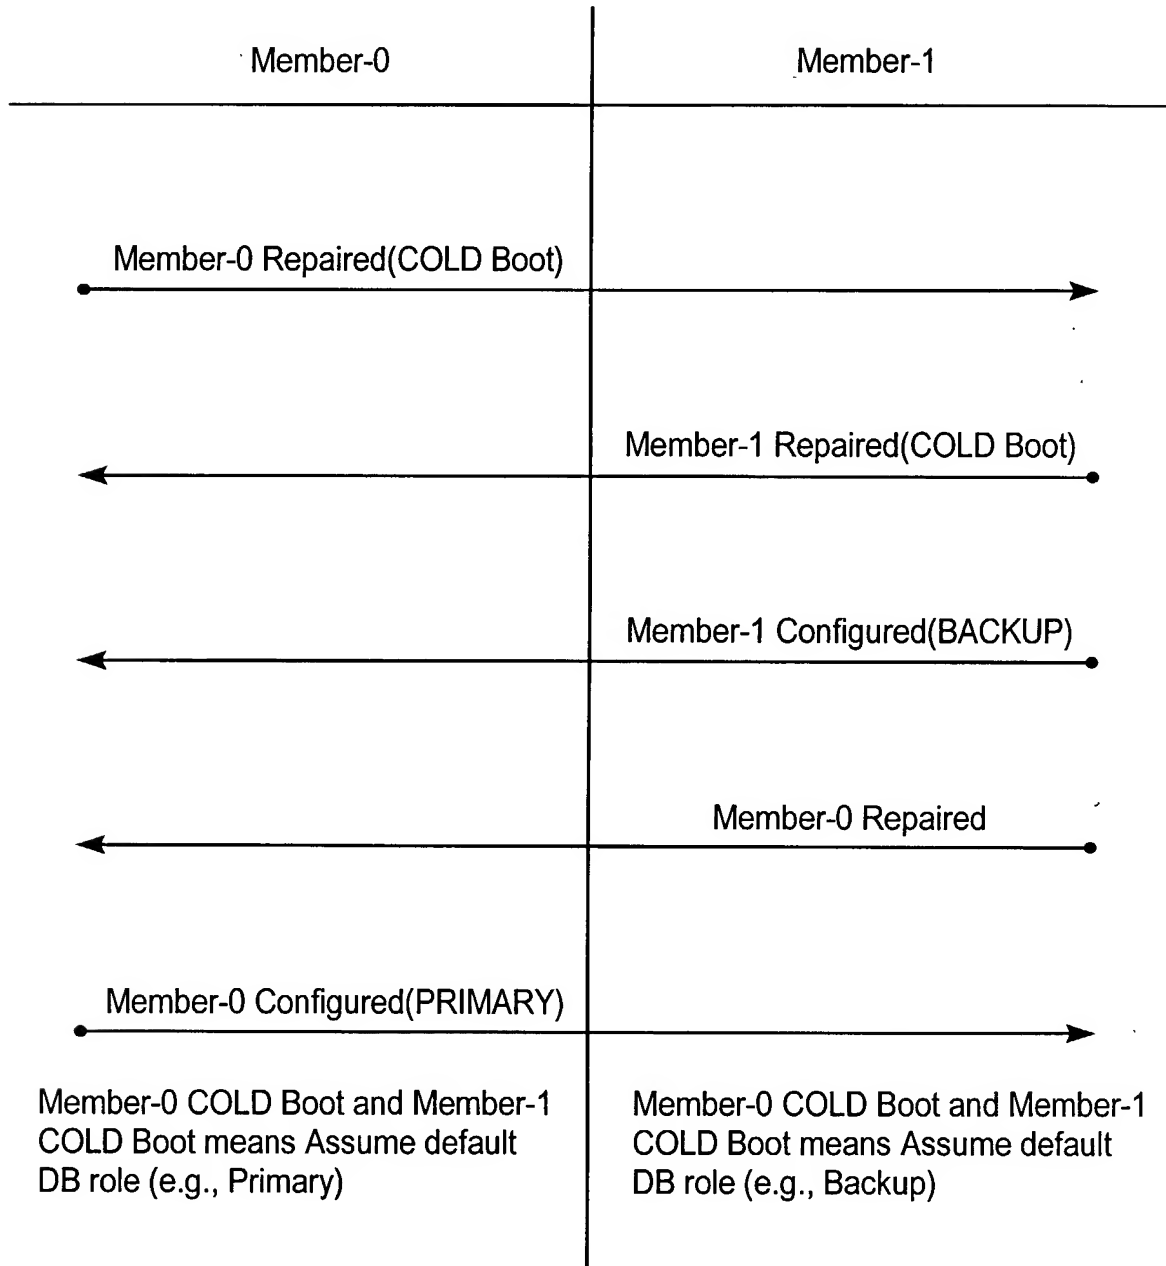 Member-0
Member-1
Member-0 Repaired(COLD Boot)
Member-1 Repaired(COLD Boot)
Member-1 Configured(BACKUP)
Member-0 Repaired
Member-0 Configured(PRIMARY)
Member-0 COLD Boot and Member-1
COLD Boot means Assume default
DB role (e.g., Primary)
Member-0 COLD Boot and Member-1
COLD Boot means Assume default
DB role (e.g., Backup)